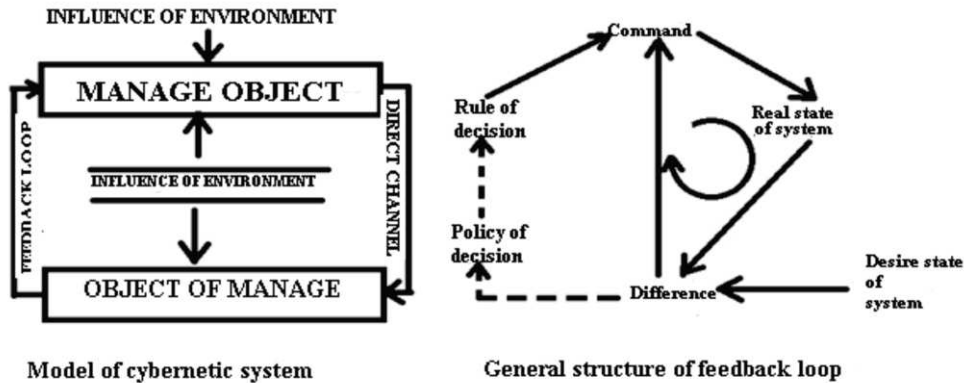 INFLUENCE OF ENVIRONMENT
MANAGE OBJECT
FEEDNACK LOOP
DIRECT CHANNEL
INFLUENCE OF ENVIRONMENT
OBJECT OF MANAGE
Model of cybernetic system
Command
Rule of
decision
Real state
of system
Policy of
decision
Desire state
of
system
Difference
General structure of feedback loop